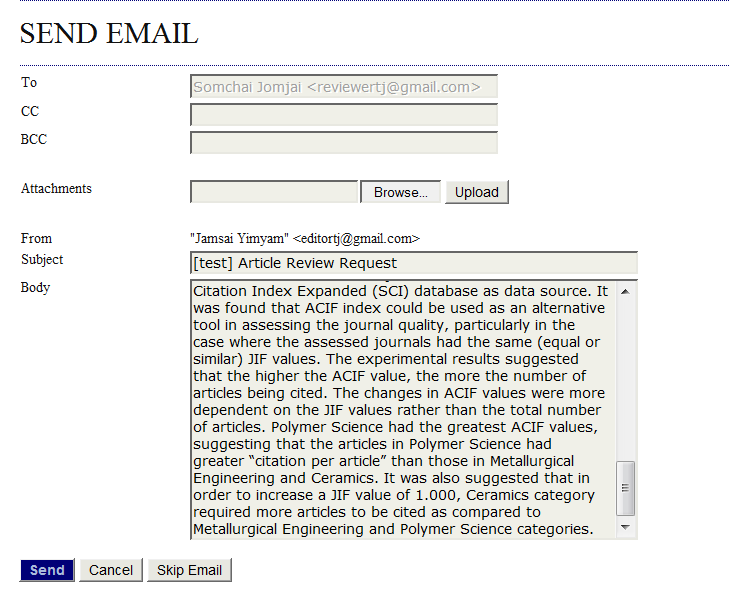 SEND EMAIL
To
Somchai Jomjai <reviewertj@gmail.com>
CC
BCC
Attachments
Browse...
Upload
From
"Jamsai Yimyam" <editortj@gmail.com>
Subject
[test] Article Review Request
Body
Citation Index Expanded (SCI) database as data source. It
was found that ACIF index could be used as an alternative
tool in assessing the journal quality, particularly in the
case where the assessed journals had the same (equal or
similar) JIF values. The experimental results suggested
that the higher the ACIF value, the more the number of
articles being cited. The changes in ACIF values were more
dependent on the JIF values rather than the total number
of articles. Polymer Science had the greatest ACIF values,
suggesting that the articles in Polymer Science had
greater “citation per article” than those in Metallurgical
Engineering and Ceramics. It was also suggested that in
order to increase a JIF value of 1.000, Ceramics category
required more articles to be cited as compared to
Metallurgical Engineering and Polymer Science categories.
Send
Cancel
Skip Email